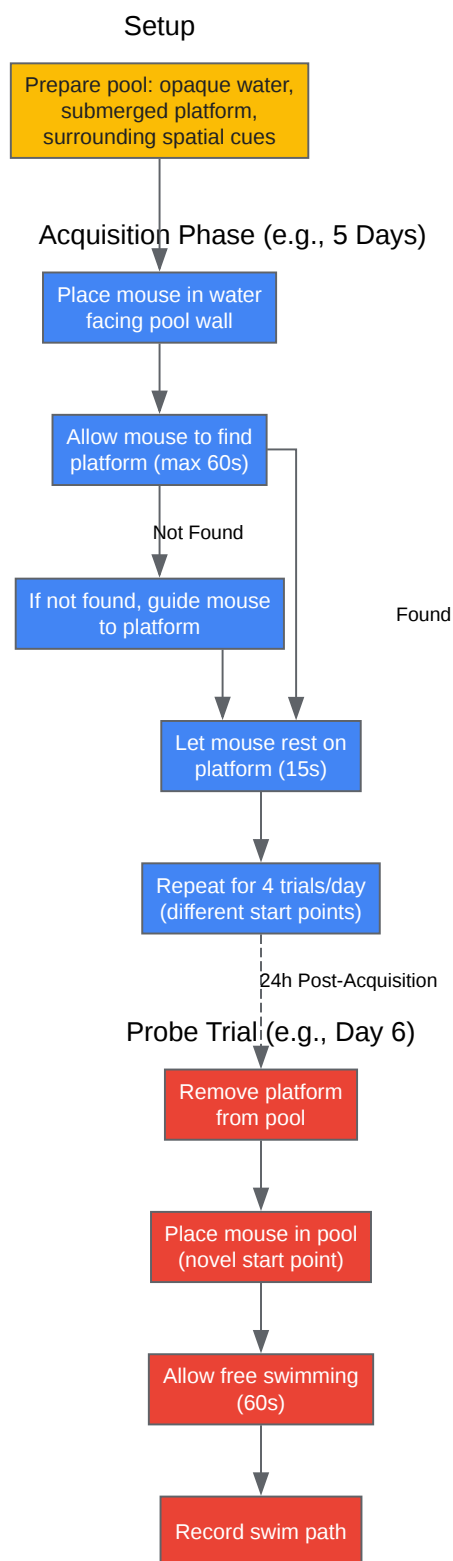 Setup
Prepare pool: opaque water,
submerged platform,
surrounding spatial cues
Acquisition Phase (e.g., 5 Days)
Place mouse in water
facing pool wall
Allow mouse to find
platform (max 60s)
Not Found
If not found, guide mouse
to platform
Found
Let mouse rest on
platform (15s)
Repeat for 4 trials/day
(different start points)
24h Post-Acquisition
Probe Trial (e.g., Day 6)
Remove platform
from pool
Place mouse in pool
(novel start point)
Allow free swimming
(60s)
Record swim path